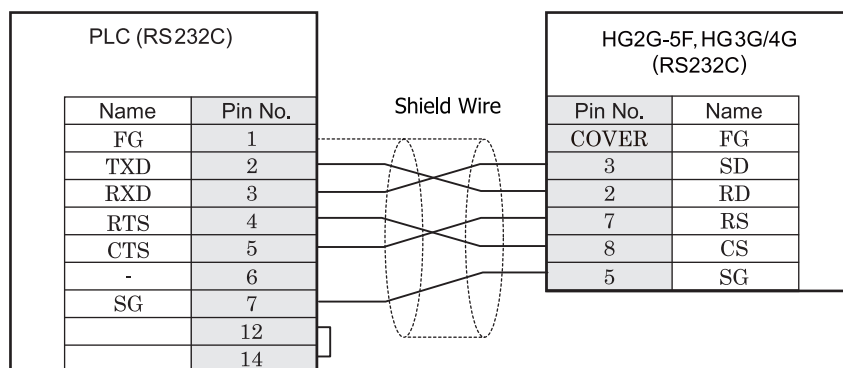 PLC (RS232C)
HG2G-5F, HG3G/4G
(RS232C)
Shield Wire
Name Pin No.
FG 1
TXD 2
RXD 3
RTS 4
CTS 5
- 6
SG 7
12
14
Pin No. Name
COVER FG
3 SD
2 RD
7 RS
8 CS
5 SG